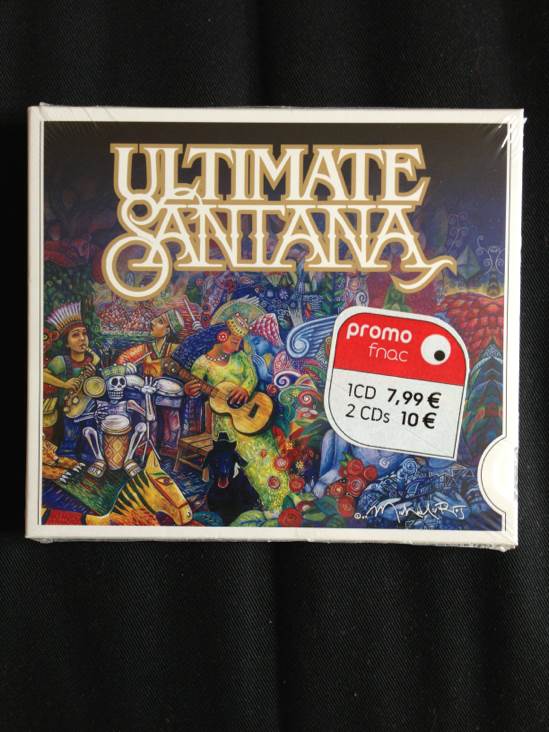 ULTIMATE
SANTANA
promo
fnac
1CD 7,99 €
2 CDs 10 €